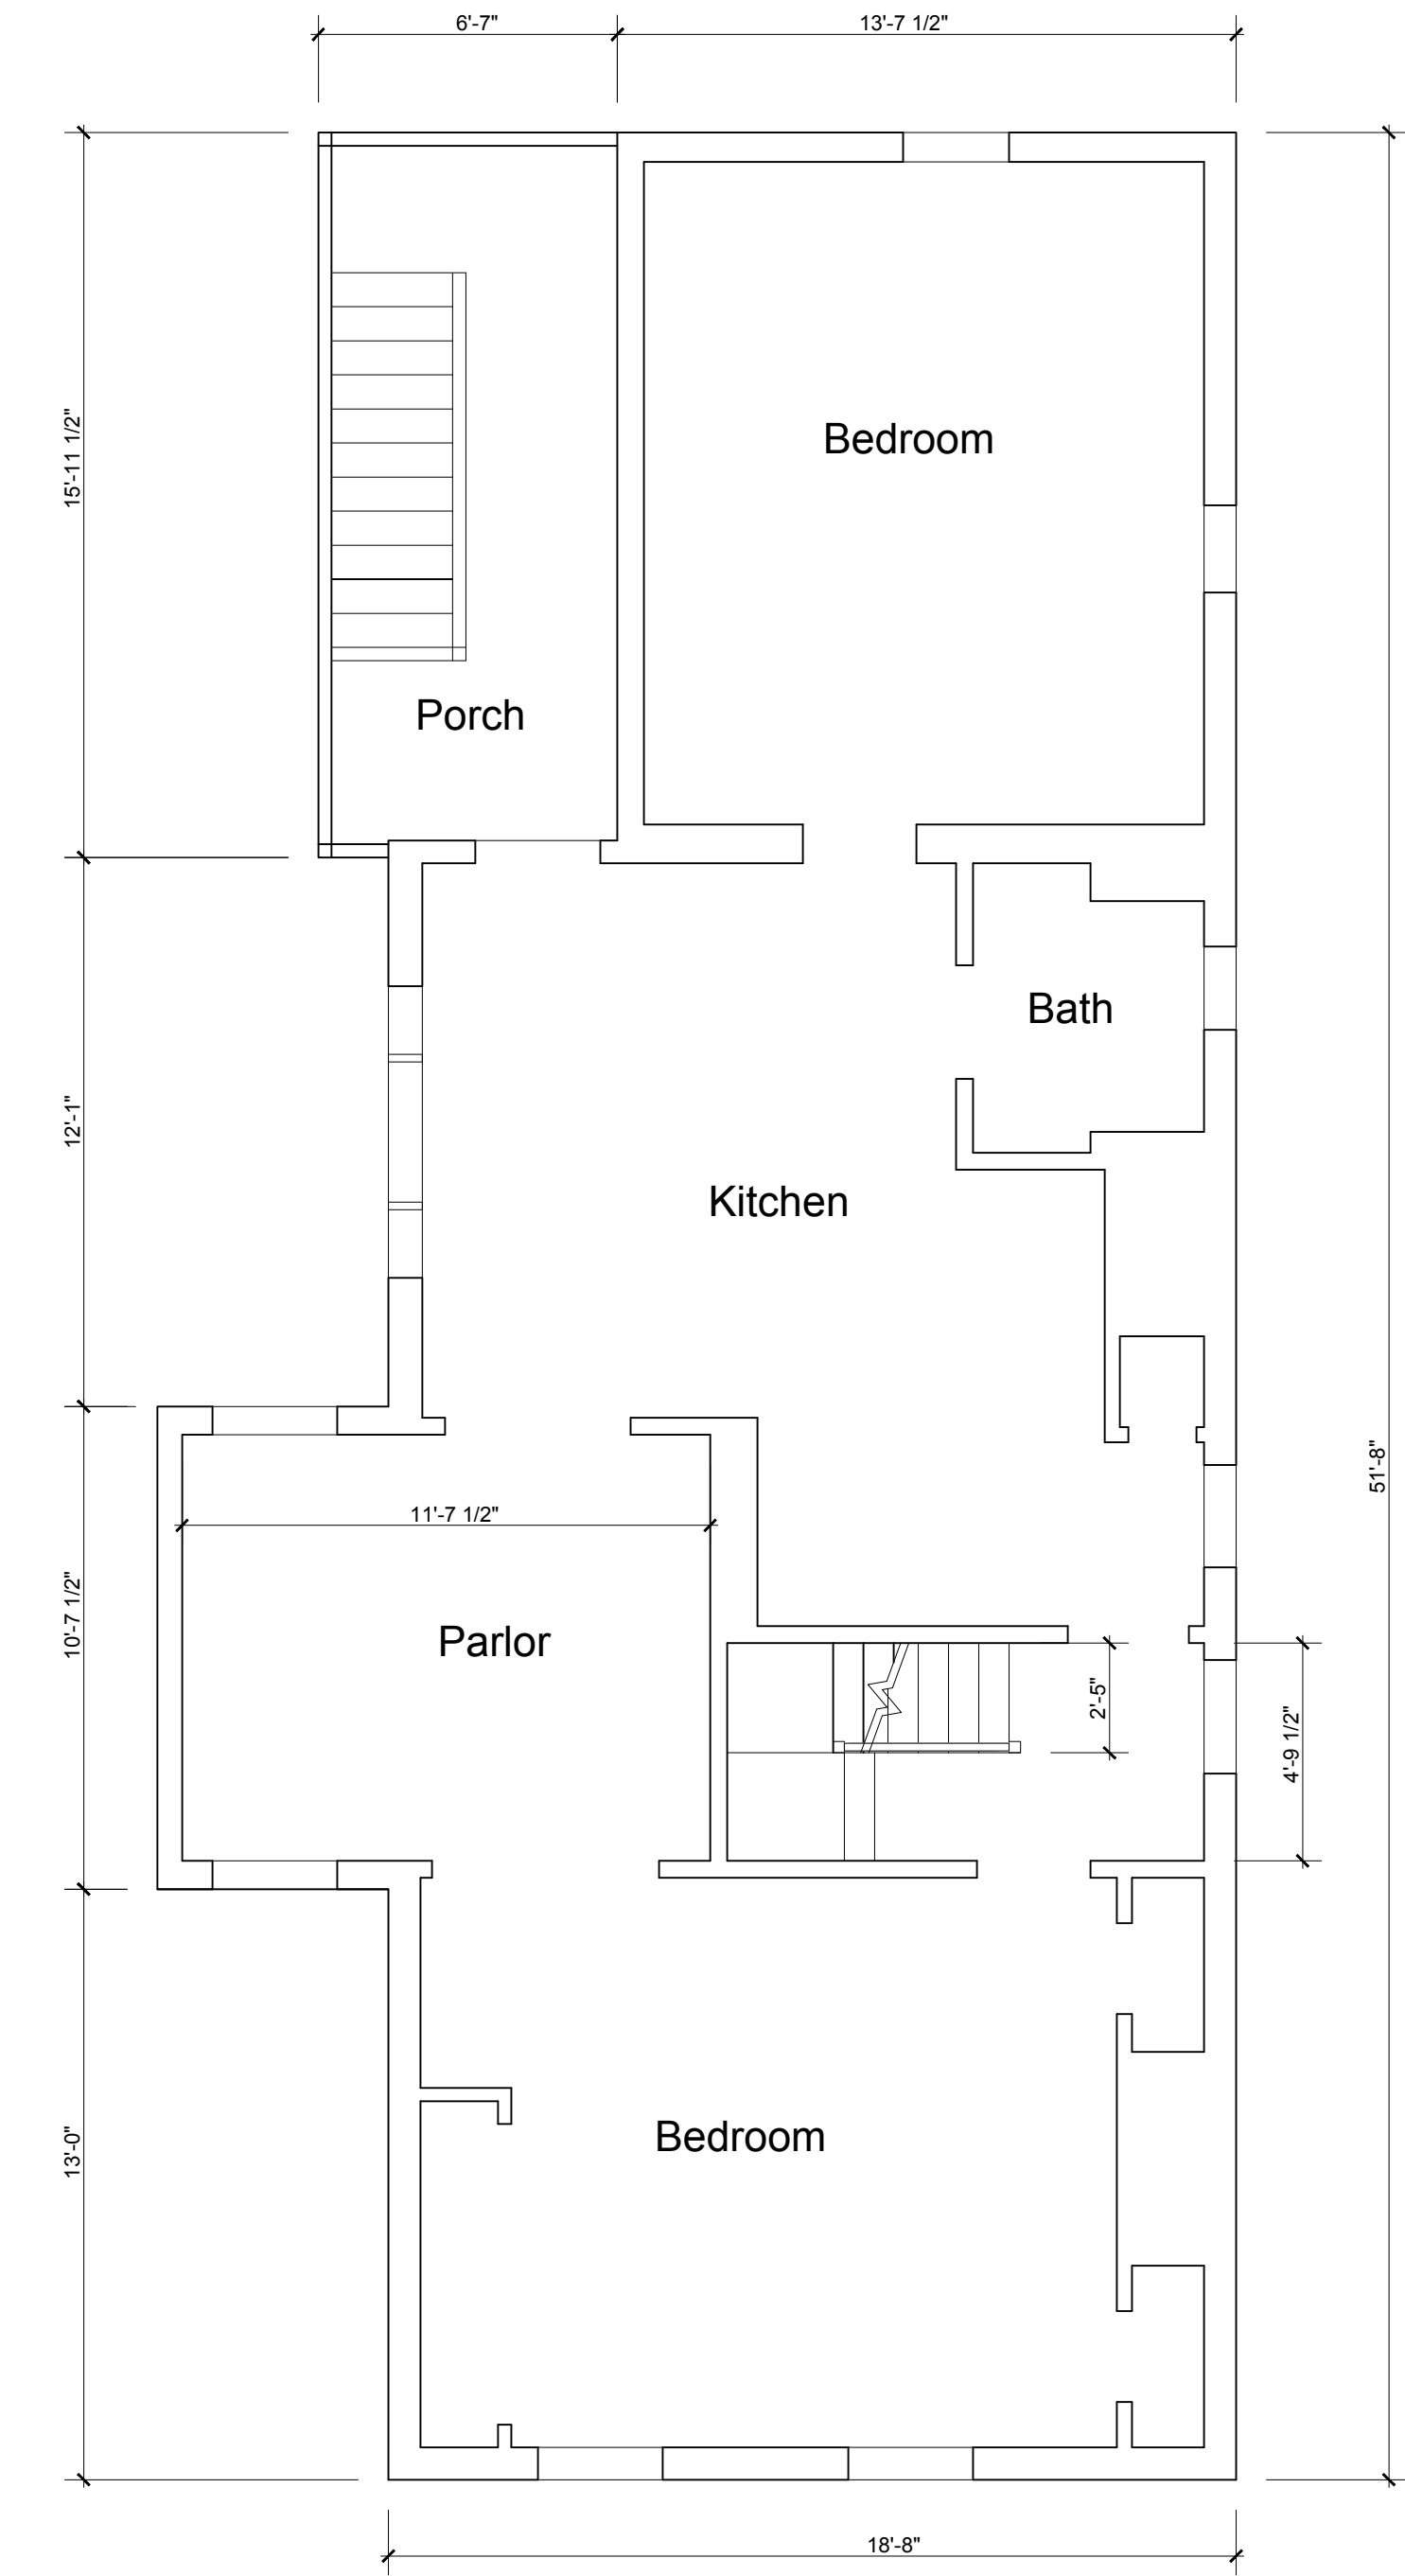 6'-7"
13'-7 1/2"
15'-11 1/2"
Bedroom
Porch
Bath
12'-1"
Kitchen
51'-8"
11'-7 1/2"
10'-7 1/2"
Parlor
2'-5"
4'-9 1/2"
13'-0"
Bedroom
18'-8"